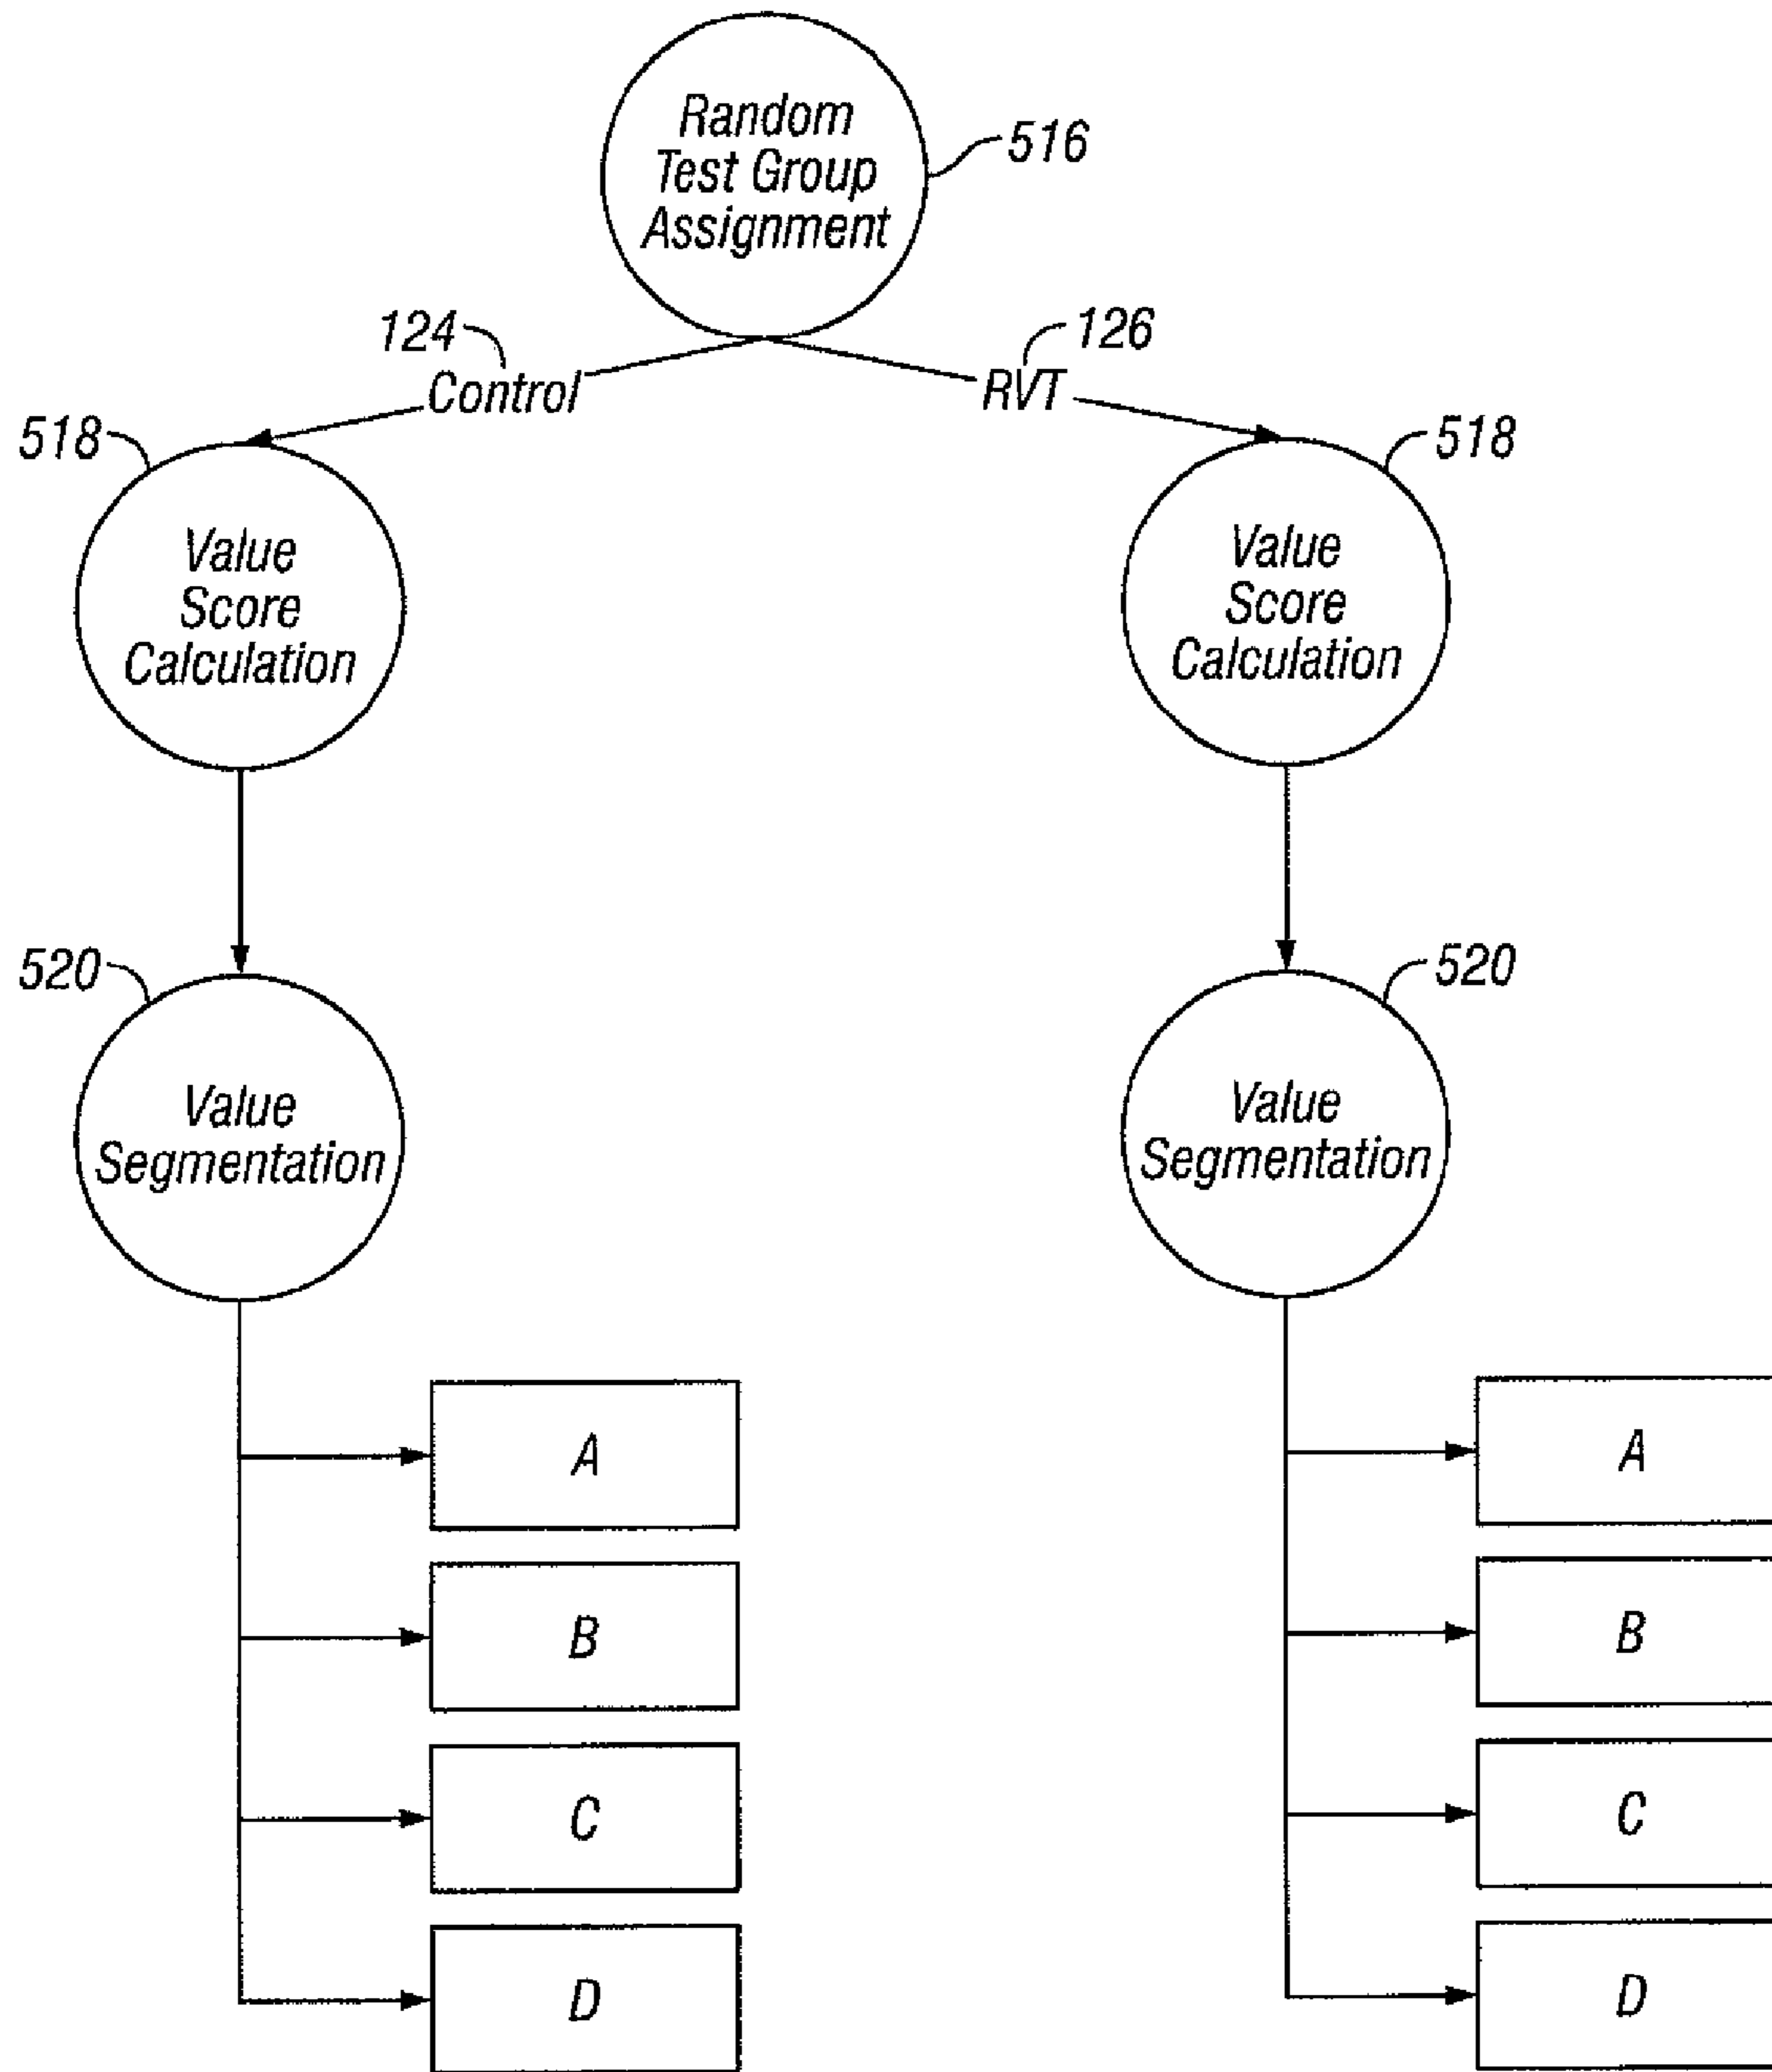 Random
Test Group
Assignment
516
124
Control
126
RVT
518
Value
Score
Calculation
518
Value
Score
Calculation
520
Value
Segmentation
520
Value
Segmentation
A
B
C
D
A
B
C
D